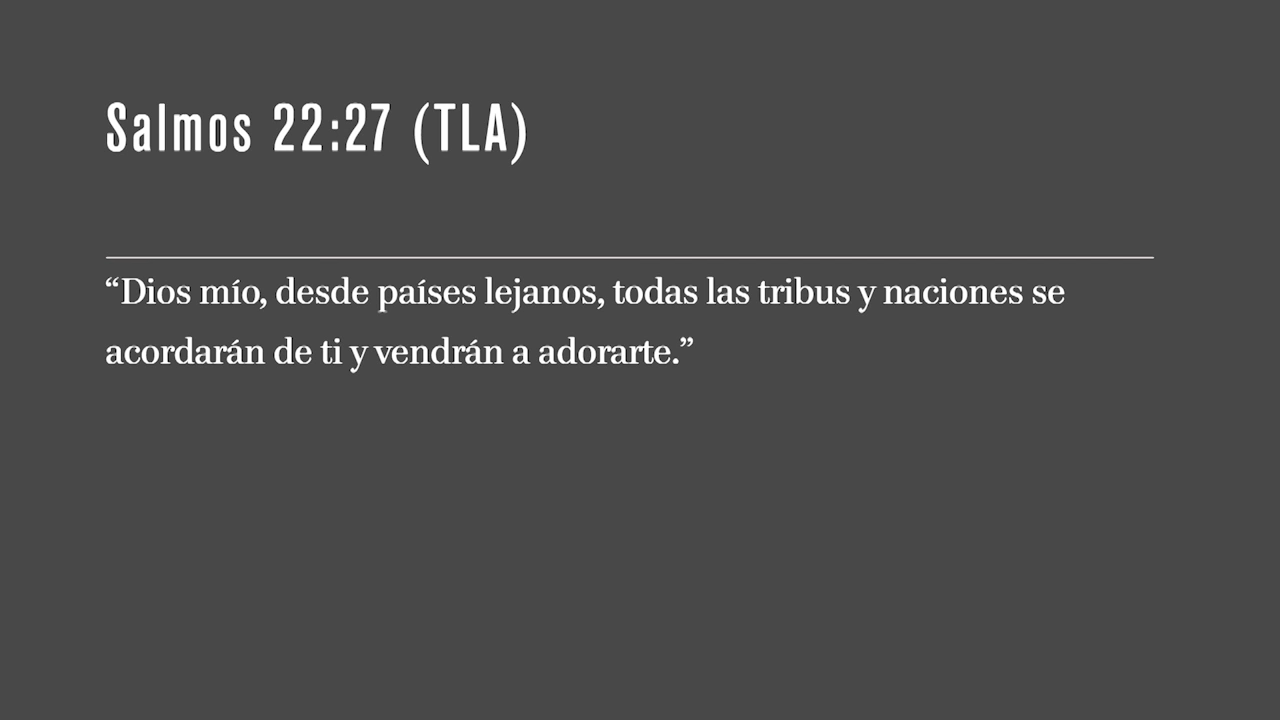 Salmos 22:27 (TLA)
“Dios mío, desde países lejanos, todas las tribus y naciones se
acordarán de ti y vendrán a adorarte.”